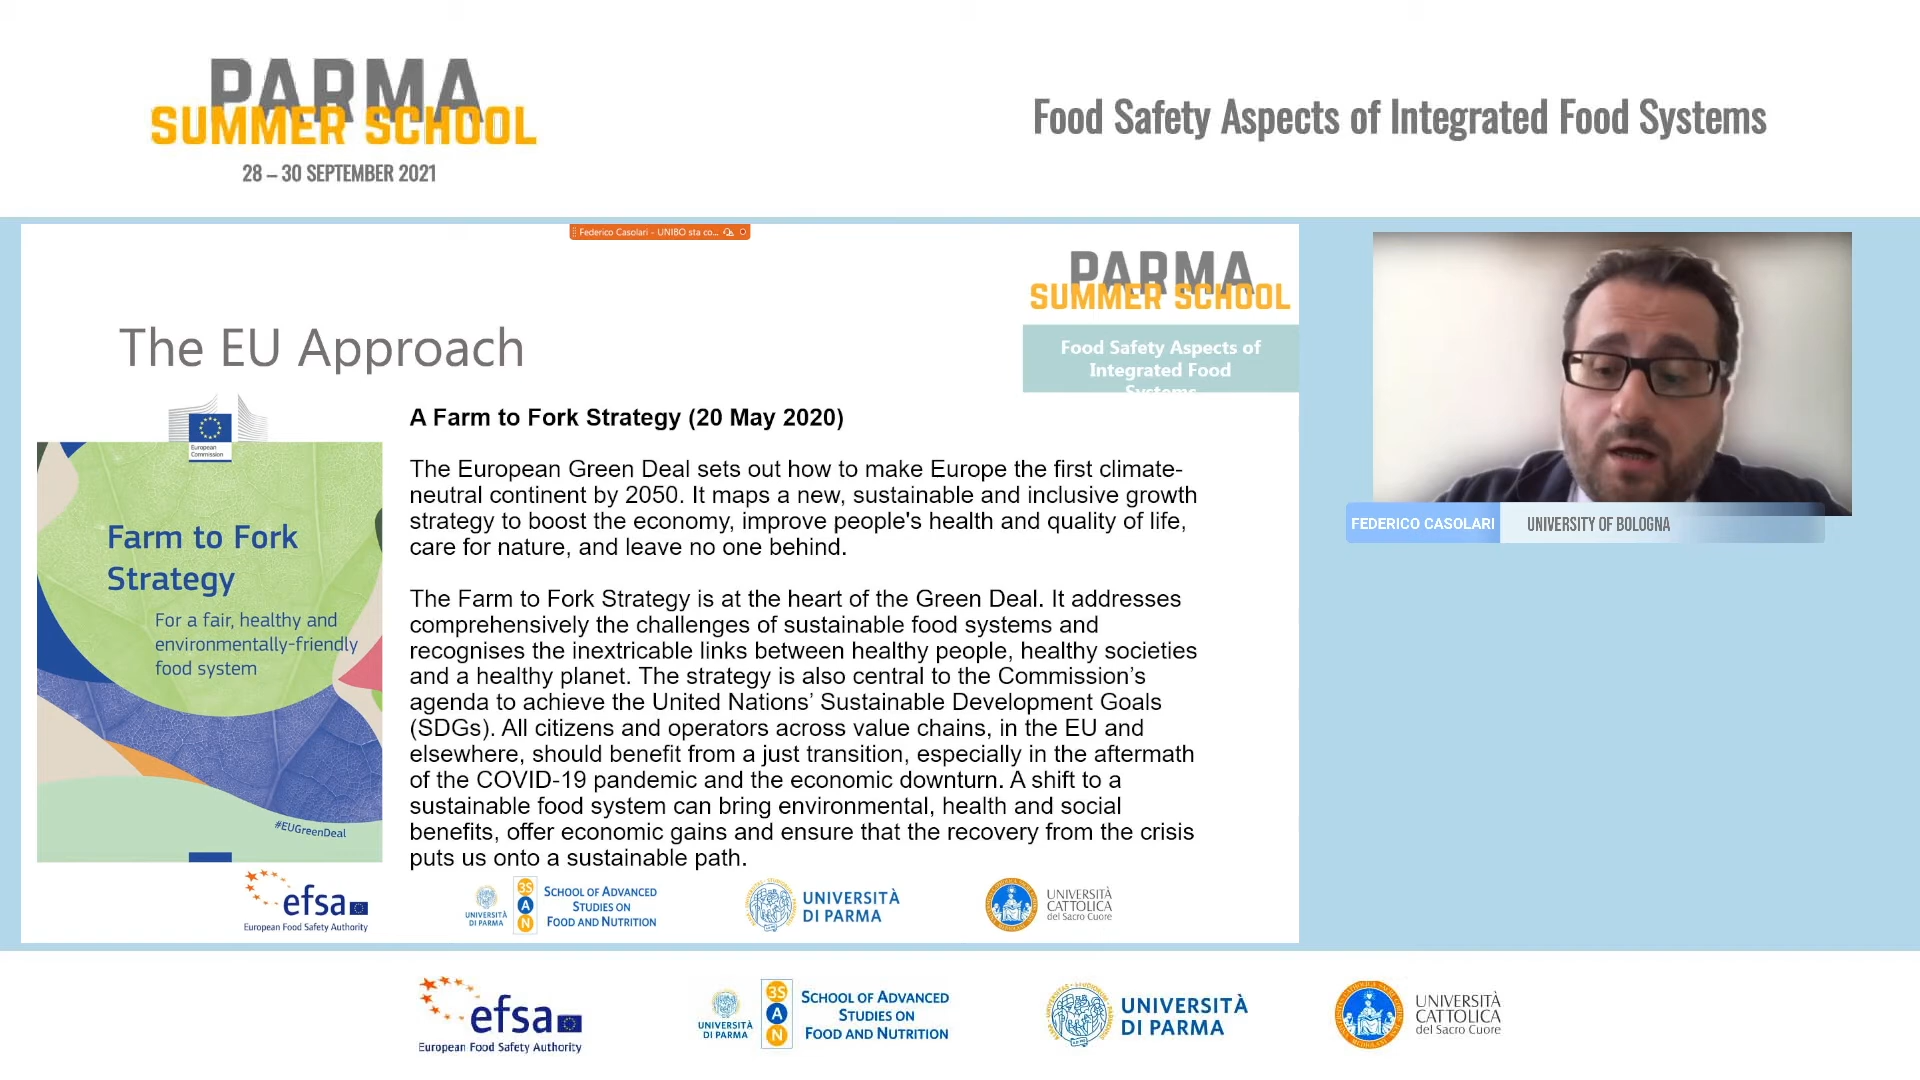 PARMA
SUMMER SCHOOL
28 – 30 SEPTEMBER 2021
Food Safety Aspects of Integrated Food Systems
Federico Casolari - UNIBO sta co...
PARMA
SUMMER SCHOOL
Food Safety Aspects of
Integrated Food
Systems
The EU Approach
European
Commission
Farm to Fork
Strategy
For a fair, healthy and
environmentally-friendly
food system
#EUGreenDeal
A Farm to Fork Strategy (20 May 2020)
The European Green Deal sets out how to make Europe the first climate-
neutral continent by 2050. It maps a new, sustainable and inclusive growth
strategy to boost the economy, improve people's health and quality of life,
care for nature, and leave no one behind.
The Farm to Fork Strategy is at the heart of the Green Deal. It addresses
comprehensively the challenges of sustainable food systems and
recognises the inextricable links between healthy people, healthy societies
and a healthy planet. The strategy is also central to the Commission’s
agenda to achieve the United Nations’ Sustainable Development Goals
(SDGs). All citizens and operators across value chains, in the EU and
elsewhere, should benefit from a just transition, especially in the aftermath
of the COVID-19 pandemic and the economic downturn. A shift to a
sustainable food system can bring environmental, health and social
benefits, offer economic gains and ensure that the recovery from the crisis
puts us onto a sustainable path.
efsa
European Food Safety Authority
UNIVERSITÀ
DI PARMA
3S
A
N
SCHOOL OF ADVANCED
STUDIES ON
FOOD AND NUTRITION
UNIVERSITÀ
DI PARMA
UNIVERSITÀ
CATTOLICA
del Sacro Cuore
FEDERICO CASOLARI
UNIVERSITY OF BOLOGNA
efsa
European Food Safety Authority
UNIVERSITÀ
DI PARMA
3S
A
N
SCHOOL OF ADVANCED
STUDIES ON
FOOD AND NUTRITION
UNIVERSITÀ
DI PARMA
UNIVERSITÀ
CATTOLICA
del Sacro Cuore